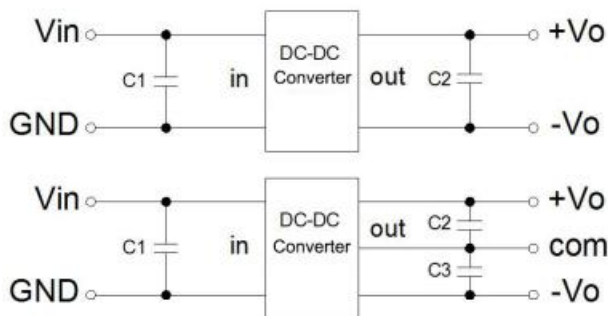 Vin
DC-DC
Converter
+Vo
C1
in
out
C2
GND
-Vo
Vin
DC-DC
Converter
+Vo
C1
in
out
C2
com
C3
GND
-Vo